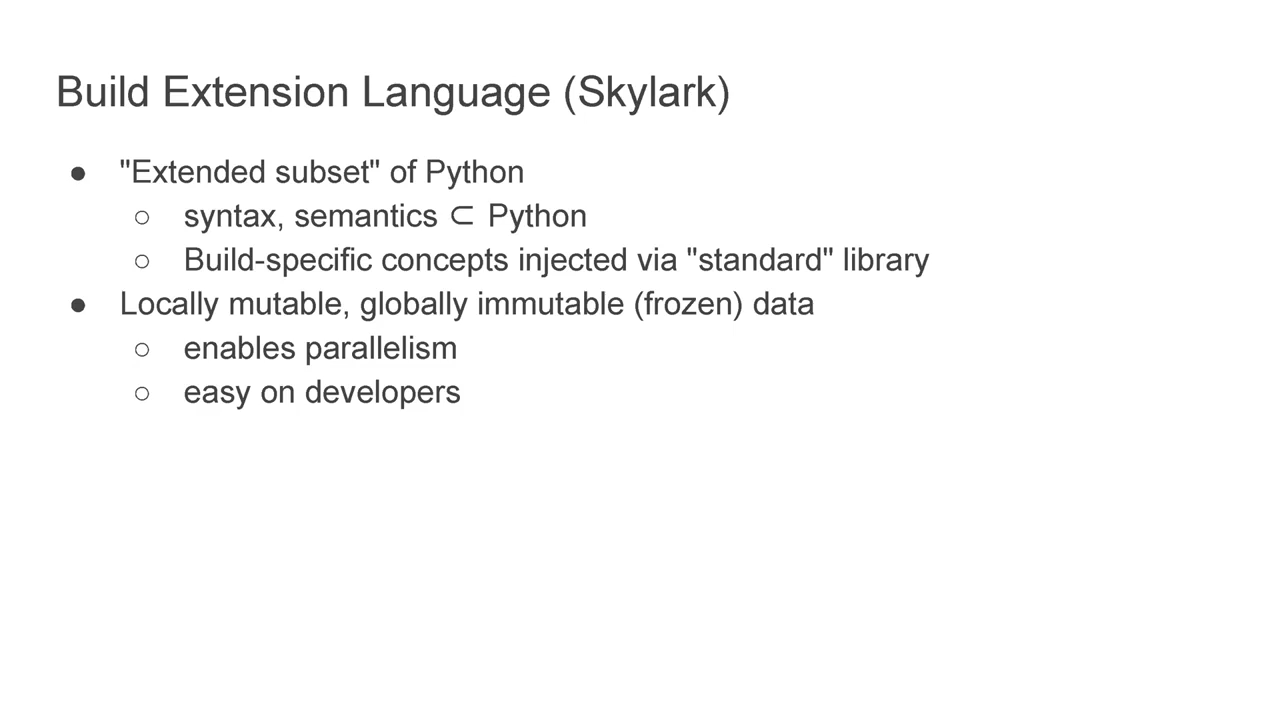 Build Extension Language (Skylark)
● "Extended subset" of Python
○ syntax, semantics ⊂ Python
○ Build-specific concepts injected via "standard" library
● Locally mutable, globally immutable (frozen) data
○ enables parallelism
○ easy on developers